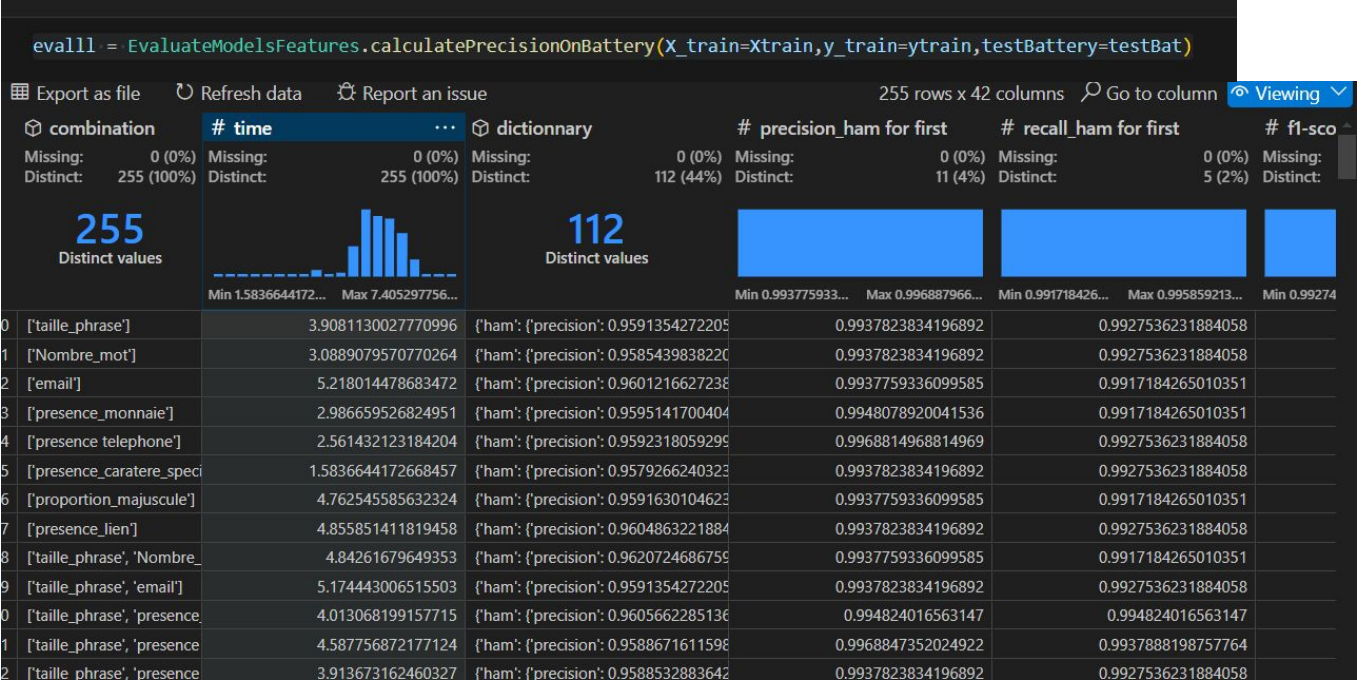 evalll = EvaluateModelsFeatures.calculatePrecisionOnBattery(X_train=Xtrain,y_train=ytrain,testBattery=testBat)
Export as file Refresh data Report an issue 255 rows x 42 columns Go to column Viewing
combination # time ... dictionnary # precision_ham for first # recall_ham for first # f1-sco
Missing: 0 (0%) Missing: 0 (0%) Missing: 0 (0%) Missing: 0 (0%) Missing: 0 (0%) Missing:
Distinct: 255 (100%) Distinct: 255 (100%) Distinct: 112 (44%) Distinct: 11 (4%) Distinct: 5 (2%) Distinct:
255 112
Distinct values Distinct values
Min 1.5836644172... Max 7.405297756... Min 0.993775933... Max 0.996887966... Min 0.991718426... Max 0.995859213... Min 0.99274
0 ['taille_phrase'] 3.9081130027770996 {'ham': {'precision': 0.9591354272205 0.9937823834196892 0.9927536231884058
1 ['Nombre_mot'] 3.0889079570770264 {'ham': {'precision': 0.9585439838220 0.9937823834196892 0.9927536231884058
2 ['email'] 5.218014478683472 {'ham': {'precision': 0.9601216627238 0.9937759336099585 0.9917184265010351
3 ['presence_monnaie'] 2.986659526824951 {'ham': {'precision': 0.9595141700404 0.9948078920041536 0.9917184265010351
4 ['presence telephone'] 2.561432123184204 {'ham': {'precision': 0.9592318059299 0.9968814968814969 0.9927536231884058
5 ['presence_caratere_speci 1.5836644172668457 {'ham': {'precision': 0.9579266240323 0.9937823834196892 0.9927536231884058
6 ['proportion_majuscule'] 4.762545585632324 {'ham': {'precision': 0.9591630104623 0.9937759336099585 0.9917184265010351
7 ['presence_lien'] 4.855851411819458 {'ham': {'precision': 0.9604863221884 0.9937823834196892 0.9927536231884058
8 ['taille_phrase', 'Nombre_ 4.84261679649353 {'ham': {'precision': 0.9620724686759 0.9937759336099585 0.9917184265010351
9 ['taille_phrase', 'email'] 5.174443006515503 {'ham': {'precision': 0.9591354272205 0.9937823834196892 0.9927536231884058
0 ['taille_phrase', 'presence_ 4.013068199157715 {'ham': {'precision': 0.9605662285136 0.994824016563147 0.994824016563147
1 ['taille_phrase', 'presence 4.587756872177124 {'ham': {'precision': 0.9588671611598 0.9968847352024922 0.9937888198757764
2 ['taille_phrase', 'presence 3.913673162460327 {'ham': {'precision': 0.9588532883642 0.9937823834196892 0.9927536231884058